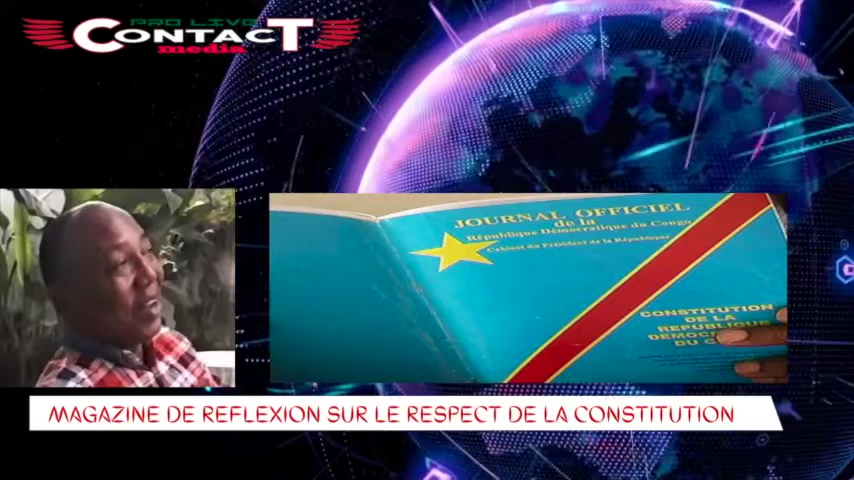 PRO LIVE
CONTACT
media
JOURNAL OFFICIEL
de la
République Démocratique du Congo
Cabinet du Président de la République
CONSTITUTION
DE LA
REPUBLIQUE
DU
MAGAZINE DE REFLEXION SUR LE RESPECT DE LA CONSTITUTION